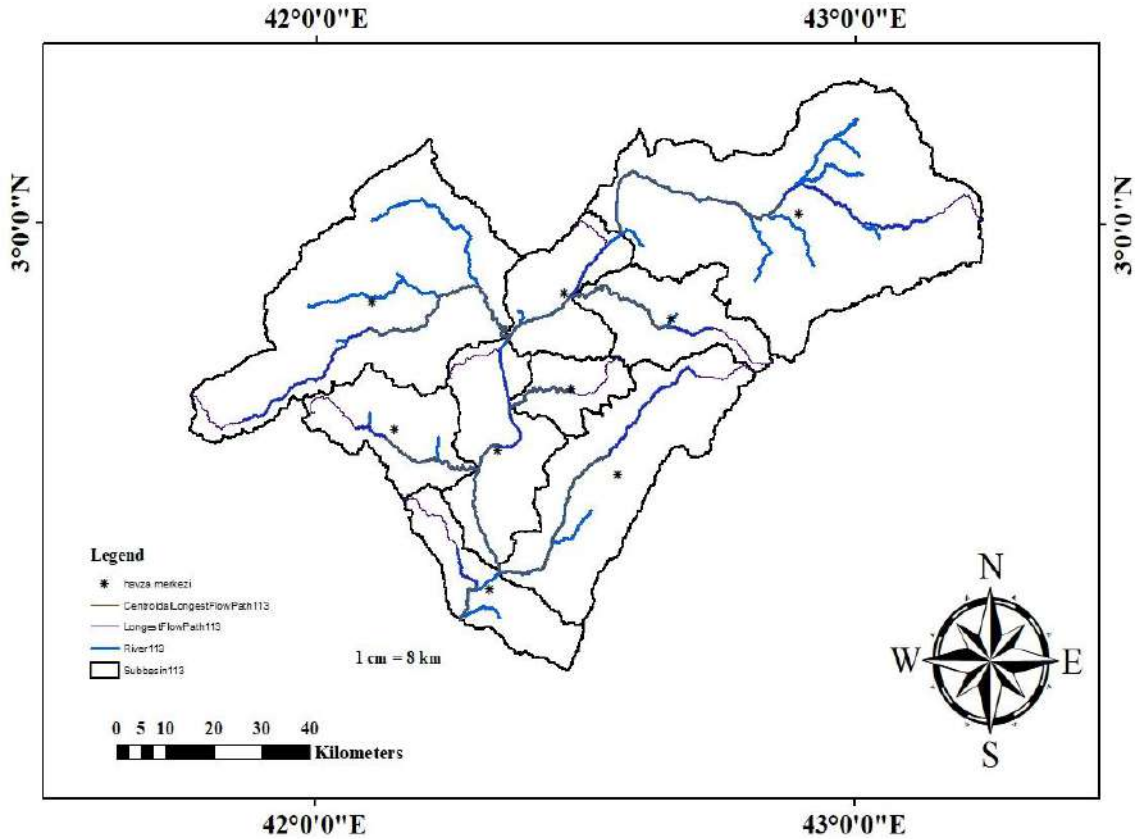 42°0'0"E 43°0'0"E
3°0'0"N 3°0'0"N
Legend
havza merkezi
CentroidalLongestFlowPath113
LongestFlowPath113
River113
Subbasin113
1 cm = 8 km
0 5 10 20 30 40
Kilometers
N
W E
S
42°0'0"E 43°0'0"E